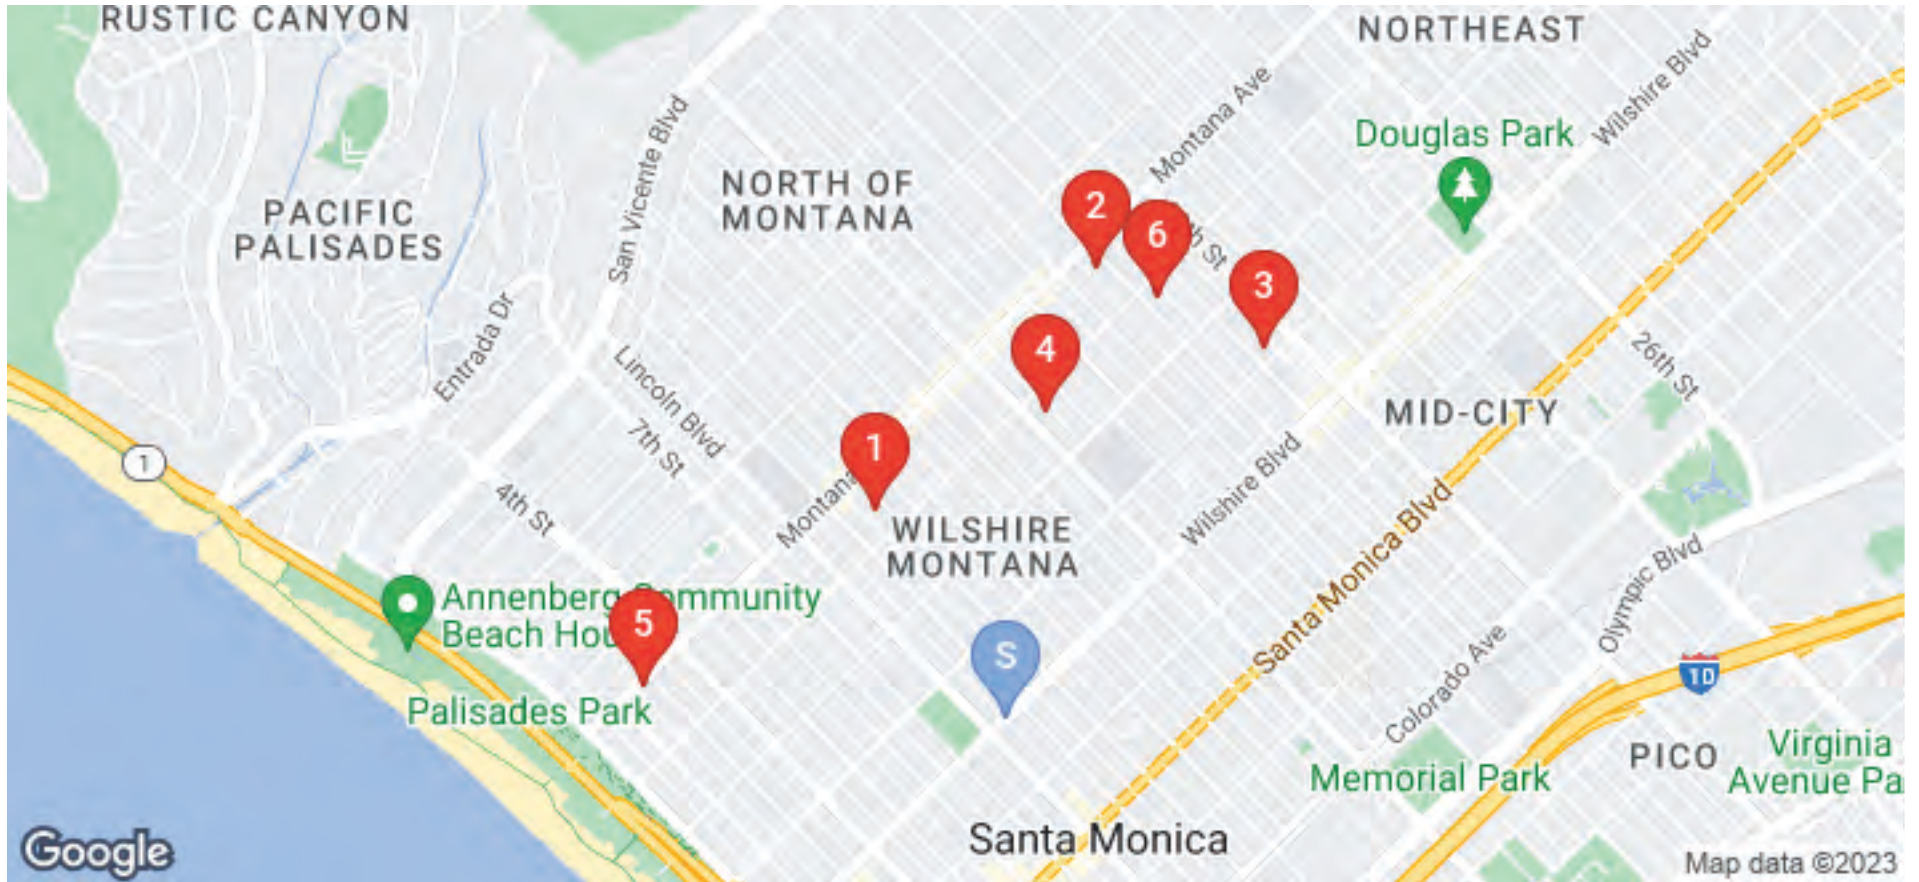 RUSTIC CANYON
NORTHEAST
Wilshire Blvd
Montana Ave
San Vicente Blvd
Douglas Park
NORTH OF
MONTANA
PACIFIC
PALISADES
2
6
h St
3
Entrada Dr
Lincoln Blvd
7th St
4
26th St
MID-CITY
1
1
4th St
Montana
Wilshire Blvd
WILSHIRE
MONTANA
Santa Monica Blvd
Olympic Blvd
Annenberg Community
Beach Hou
5
S
Colorado Ave
10
Palisades Park
PICO
Virginia
Avenue Pa
Memorial Park
Santa Monica
Google
Map data ©2023